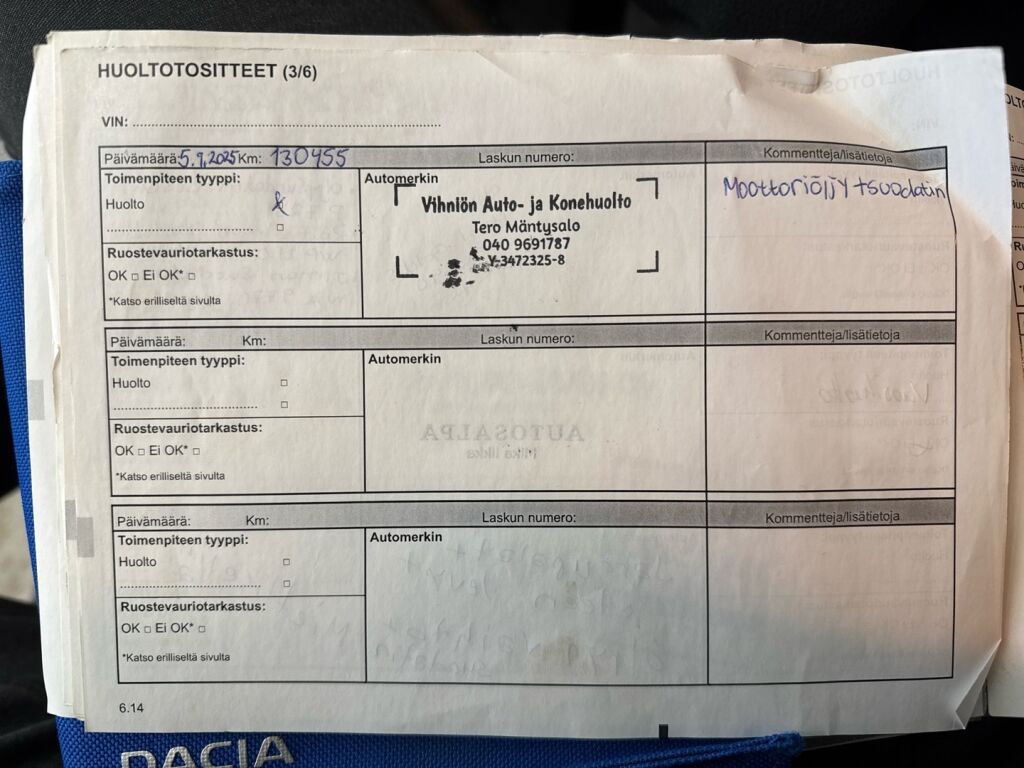 HUOLTOTOSITTEET (3/6)
VIN:
Päivämäärä: 5.9.2025 Km: 130455 Laskun numero: Kommentteja/lisätietoja
Toimenpiteen tyyppi: Automerkin
Huolto x
Vihniön Auto- ja Konehuolto
Tero Mäntysalo
040 9691787
Y-3472325-8
Moottoriöljy + suodatin
Ruostevauriotarkastus:
OK □ Ei OK* □
*Katso erilliseltä sivulta
Päivämäärä: Km: Laskun numero: Kommentteja/lisätietoja
Toimenpiteen tyyppi: Automerkin
Huolto □
Ruostevauriotarkastus:
OK □ Ei OK* □
*Katso erilliseltä sivulta
Päivämäärä: Km: Laskun numero: Kommentteja/lisätietoja
Toimenpiteen tyyppi: Automerkin
Huolto □
Ruostevauriotarkastus:
OK □ Ei OK* □
*Katso erilliseltä sivulta
6.14
DACIA